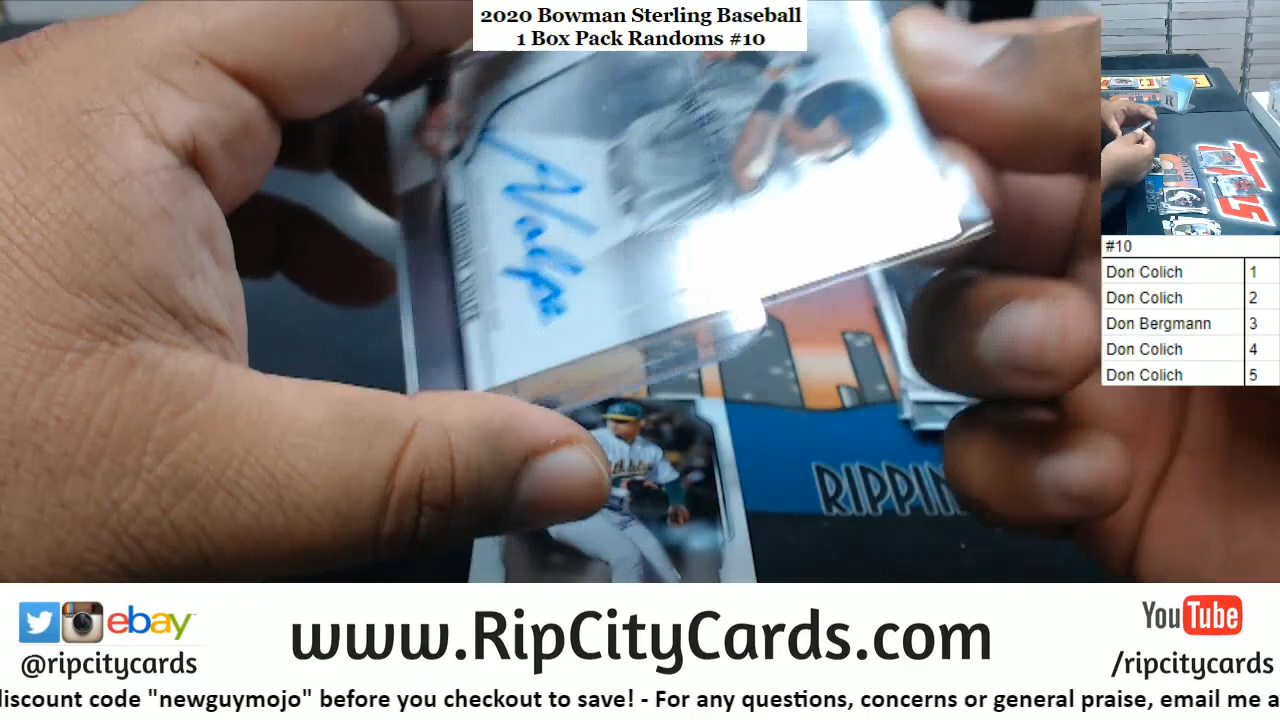 2020 Bowman Sterling Baseball
1 Box Pack Randoms #10
#10
Don Colich 1
Don Colich 2
Don Bergmann 3
Don Colich 4
Don Colich 5
RIPPIN
ebay
@ripcitycards
www.RipCityCards.com
YouTube
/ripcitycards
discount code "newguymojo" before you checkout to save! - For any questions, concerns or general praise, email me a